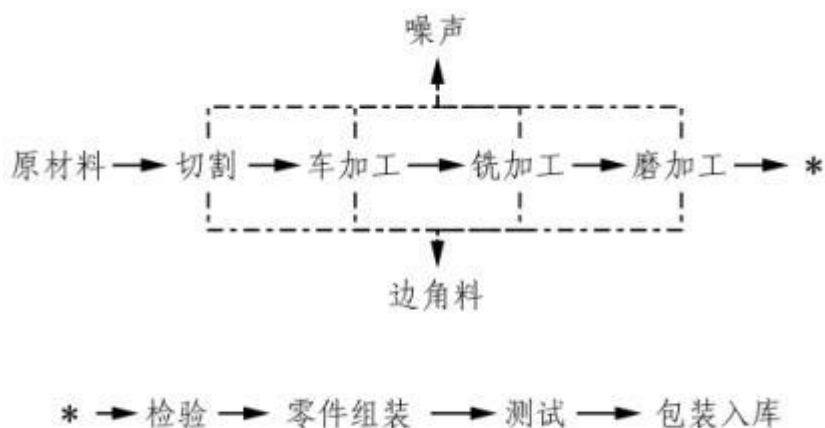 噪声
原材料 切割 车加工 铣加工 磨加工 *
边角料
* 检验 零件组装 测试 包装入库